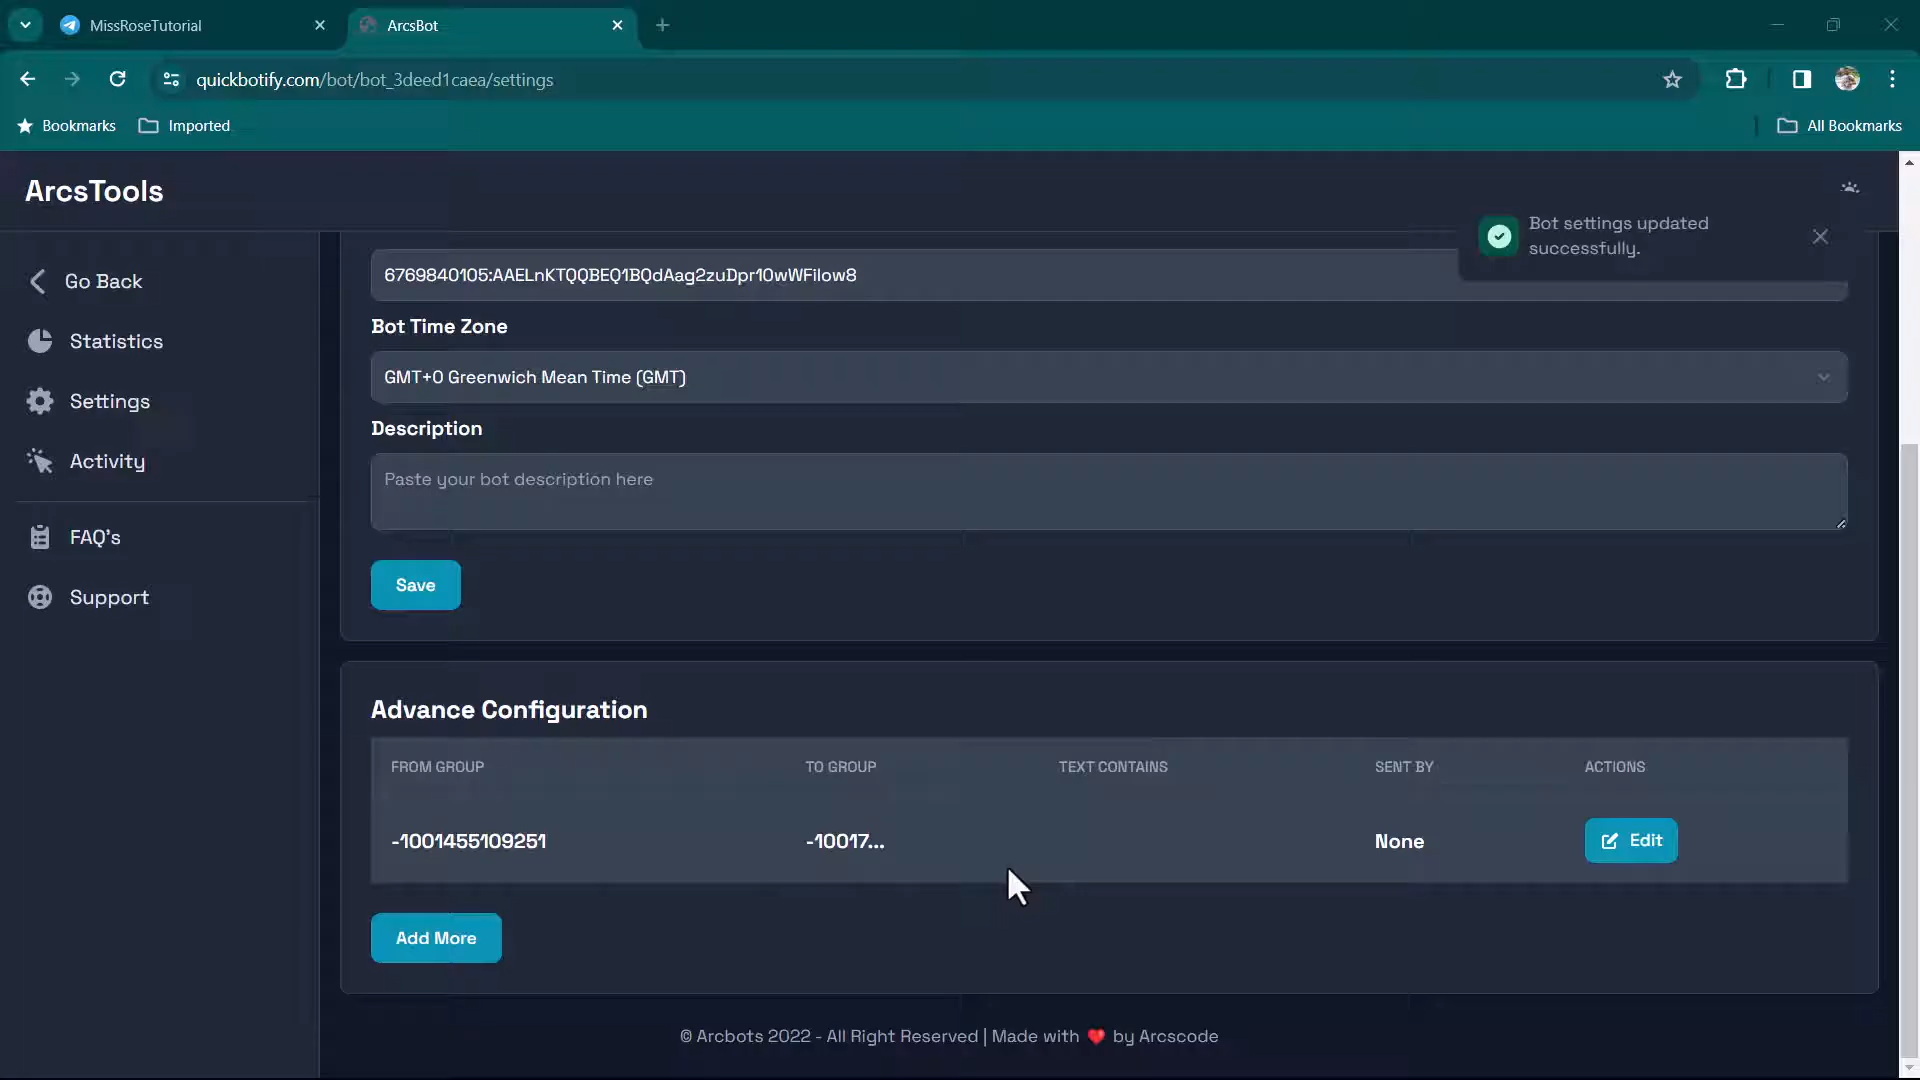 MissRoseTutorial
ArcsBot
quickbotify.com/bot/bot_3deed1caea/settings
Bookmarks
Imported
All Bookmarks
ArcsTools
Bot settings updated
successfully.
Go Back
Statistics
Settings
Activity
FAQ's
Support
6769840105:AAELnKTQQBEQ1BQdAag2zuDpr10wWFilow8
Bot Time Zone
GMT+0 Greenwich Mean Time (GMT)
Description
Paste your bot description here
Save
Advance Configuration
FROM GROUP TO GROUP TEXT CONTAINS SENT BY ACTIONS
-1001455109251 -10017... None Edit
Add More
© Arcbots 2022 - All Right Reserved | Made with ❤️ by Arcscode